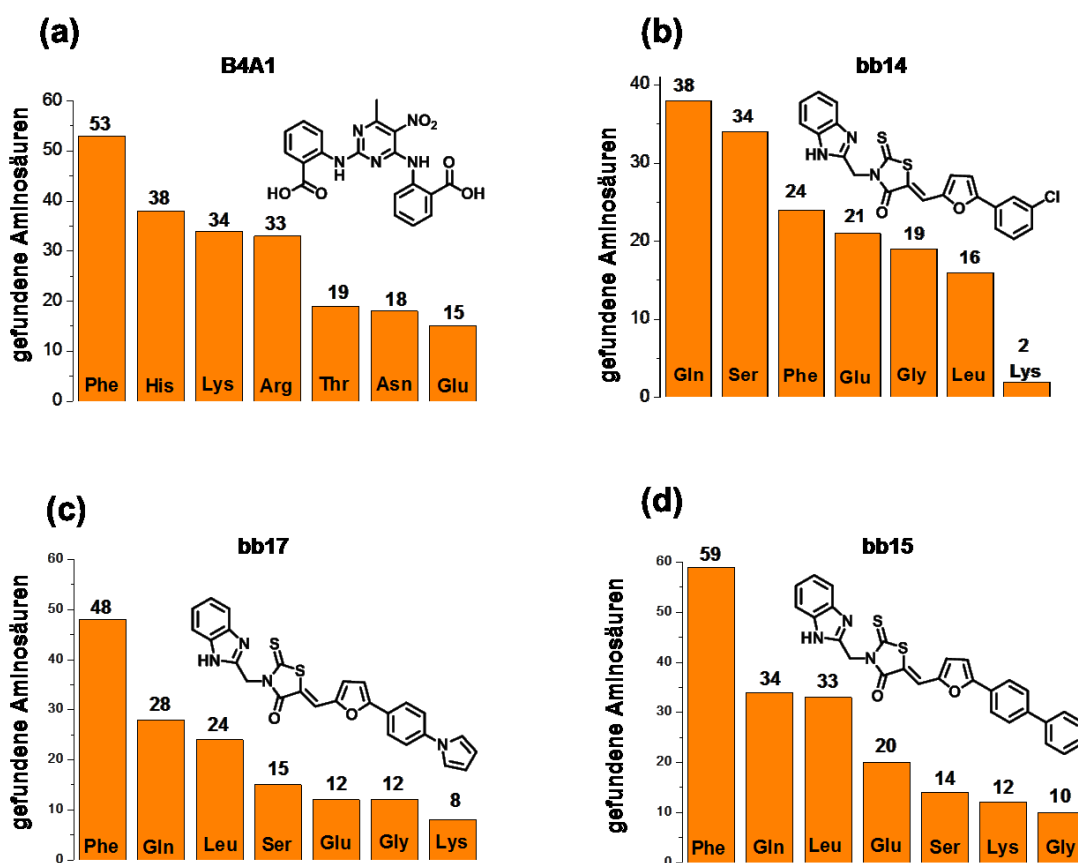 (a)
B4A1
gefundene Aminosäuren
60
50
40
30
20
10
0
53
38
34
33
19
18
15
Phe
His
Lys
Arg
Thr
Asn
Glu
N
N
NO₂
NH
N
H
O
OH
O
HO
(b)
bb14
gefundene Aminosäuren
40
30
20
10
0
38
34
24
21
19
16
2
Gln
Ser
Phe
Glu
Gly
Leu
Lys
N
HN
S
S
N
O
O
Cl
(c)
bb17
gefundene Aminosäuren
60
50
40
30
20
10
0
48
28
24
15
12
12
8
Phe
Gln
Leu
Ser
Glu
Gly
Lys
N
HN
S
S
N
O
O
N
(d)
bb15
gefundene Aminosäuren
60
50
40
30
20
10
0
59
34
33
20
14
12
10
Phe
Gln
Leu
Glu
Ser
Lys
Gly
N
HN
S
S
N
O
O